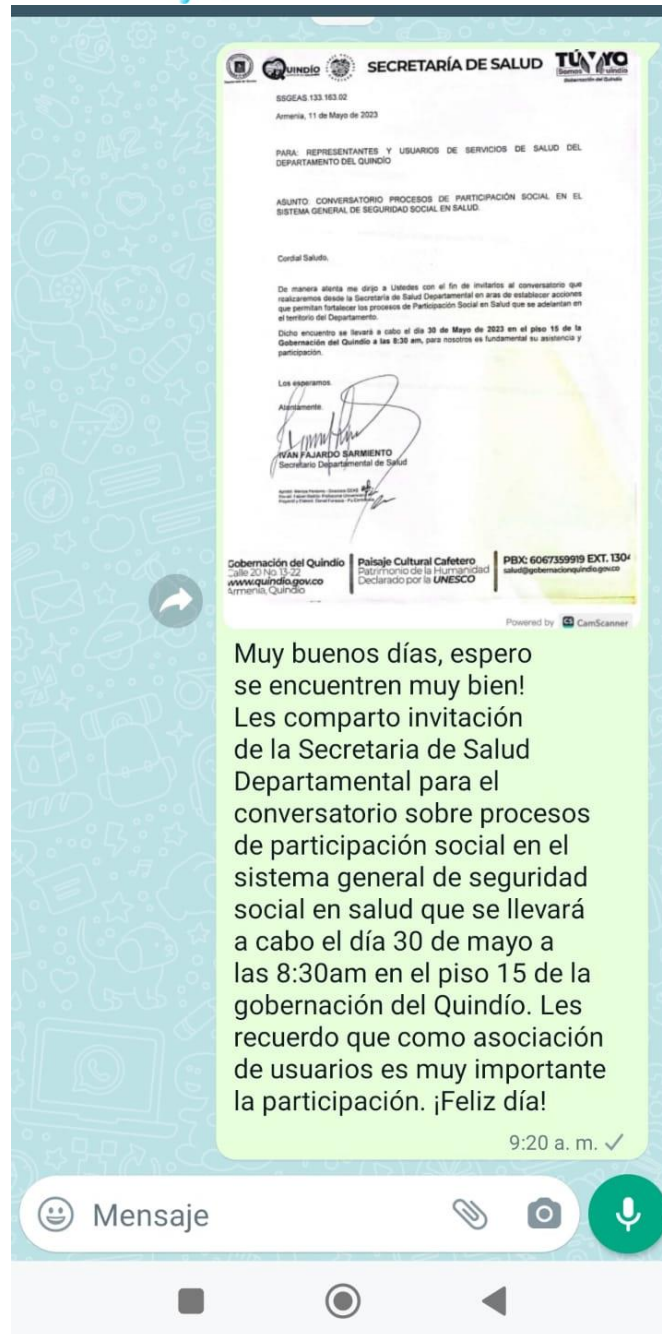 QUINDÍO
SECRETARÍA DE SALUD
TÚ Y YO
Somos Quindío
SSGEAS.133.163.02
Armenia, 11 de Mayo de 2023
PARA: REPRESENTANTES Y USUARIOS DE SERVICIOS DE SALUD DEL
DEPARTAMENTO DEL QUINDÍO
ASUNTO: CONVERSATORIO PROCESOS DE PARTICIPACIÓN SOCIAL EN EL
SISTEMA GENERAL DE SEGURIDAD SOCIAL EN SALUD.
Cordial Saludo,
De manera atenta me dirijo a Ustedes con el fin de invitarlos al conversatorio que
realizaremos desde la Secretaria de Salud Departamental en aras de establecer acciones
que permitan fortalecer los procesos de Participación Social en Salud que se adelantan en
el territorio del Departamento.
Dicho encuentro se llevará a cabo el día 30 de Mayo de 2023 en el piso 15 de la
Gobernación del Quindío a las 8:30 am, para nosotros es fundamental su asistencia y
participación.
Los esperamos.
Atentamente.
IVAN FAJARDO SARMIENTO
Secretario Departamental de Salud
Gobernación del Quindío
Calle 20 No. 13-22
www.quindio.gov.co
Armenia, Quindío
Paisaje Cultural Cafetero
Patrimonio de la Humanidad
Declarado por la UNESCO
PBX: 6067359919 EXT. 1304
salud@gobernacionquindio.gov.co
Powered by CS CamScanner
Muy buenos días, espero
se encuentren muy bien!
Les comparto invitación
de la Secretaria de Salud
Departamental para el
conversatorio sobre procesos
de participación social en el
sistema general de seguridad
social en salud que se llevará
a cabo el día 30 de mayo a
las 8:30am en el piso 15 de la
gobernación del Quindío. Les
recuerdo que como asociación
de usuarios es muy importante
la participación. ¡Feliz día!
9:20 a. m.
Mensaje